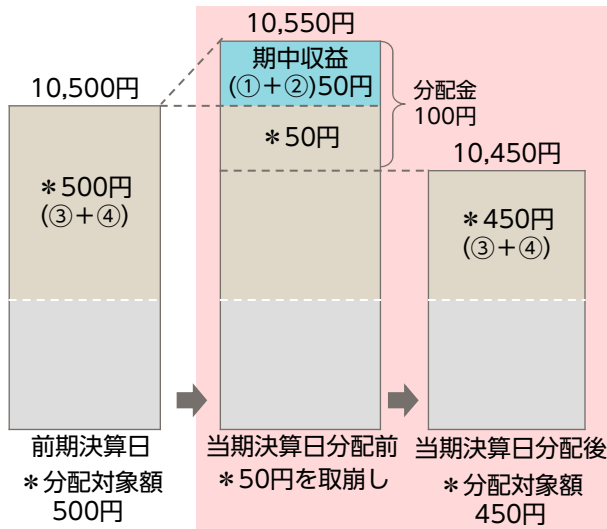 10,500円
＊500円
(③＋④)
前期決算日
＊分配対象額
500円
10,550円
期中収益
(①＋②)50円
＊50円
分配金
100円
当期決算日分配前
＊50円を取崩し
10,450円
＊450円
(③＋④)
当期決算日分配後
＊分配対象額
450円